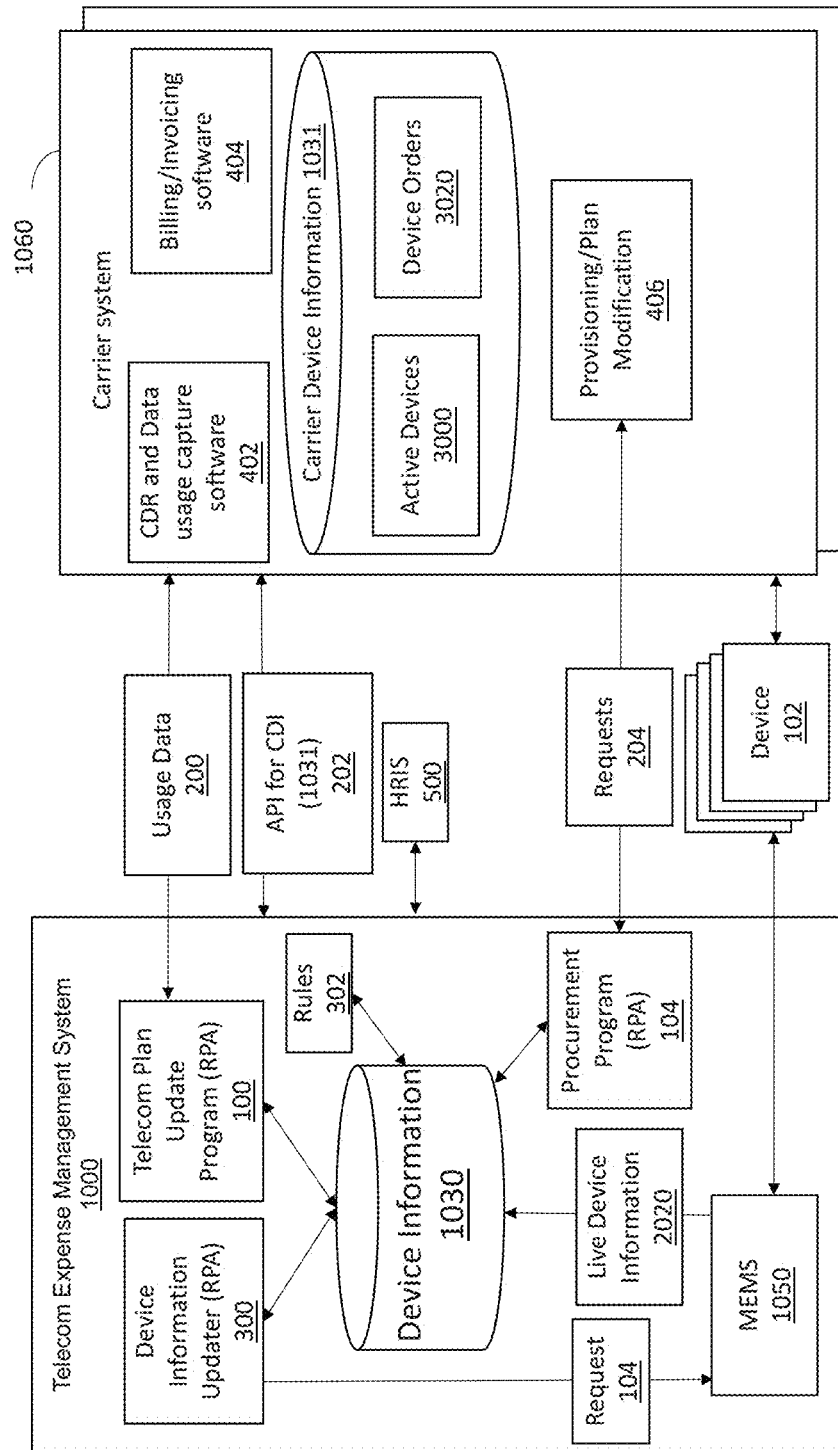 Telecom Expense Management System
1000
Device
Information
Updater (RPA)
300
Telecom Plan
Update
Program (RPA)
100
Rules
302
Device Information
1030
Request
104
Live Device
Information
2020
Procurement
Program
(RPA)
104
MEMS
1050
Usage Data
200
API for CDI
(1031)
202
HRIS
500
Requests
204
Device
102
1060
Carrier system
CDR and Data
usage capture
software
402
Billing/Invoicing
software
404
Carrier Device Information 1031
Active Devices
3000
Device Orders
3020
Provisioning/Plan
Modification
406